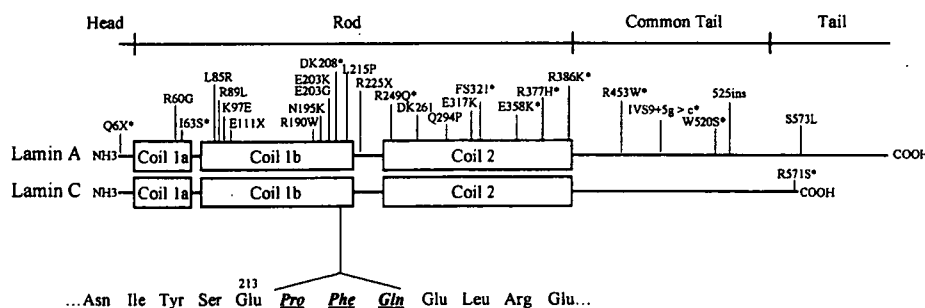 Head Rod Common Tail Tail
DK208*
L85R E203K L215P
R89L E203G R225X FS321* R386K*
R60G K97E N195K R249Q* E317K R377H* R453W* 525ins
I63S* E111X R190W DK261 Q294P E358K* IVS9+5g > c* W520S* S573L
Q6X*
Lamin A NH3 Coil 1a Coil 1b Coil 2 COOH
R571S*
Lamin C NH3 Coil 1a Coil 1b Coil 2 COOH
213
...Asn Ile Tyr Ser Glu Pro Phe Gln Glu Leu Arg Glu...